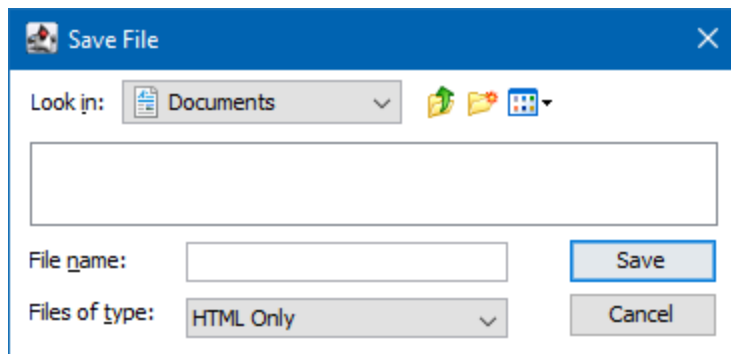 Save File
Look in: Documents
File name: Save
Files of type: HTML Only Cancel